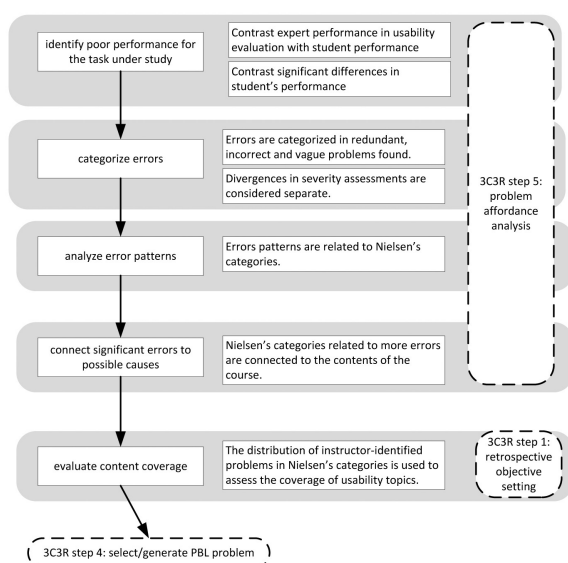 identify poor performance for
the task under study
Contrast expert performance in usability
evaluation with student performance
Contrast significant differences in
student's performance
categorize errors
Errors are categorized in redundant,
incorrect and vague problems found.
Divergences in severity assessments are
considered separate.
3C3R step 5:
problem
affordance
analysis
analyze error patterns
Errors patterns are related to Nielsen's
categories.
connect significant errors to
possible causes
Nielsen's categories related to more errors
are connected to the contents of the
course.
evaluate content coverage
The distribution of instructor-identified
problems in Nielsen's categories is used to
assess the coverage of usability topics.
3C3R step 1:
retrospective
objective
setting
3C3R step 4: select/generate PBL problem